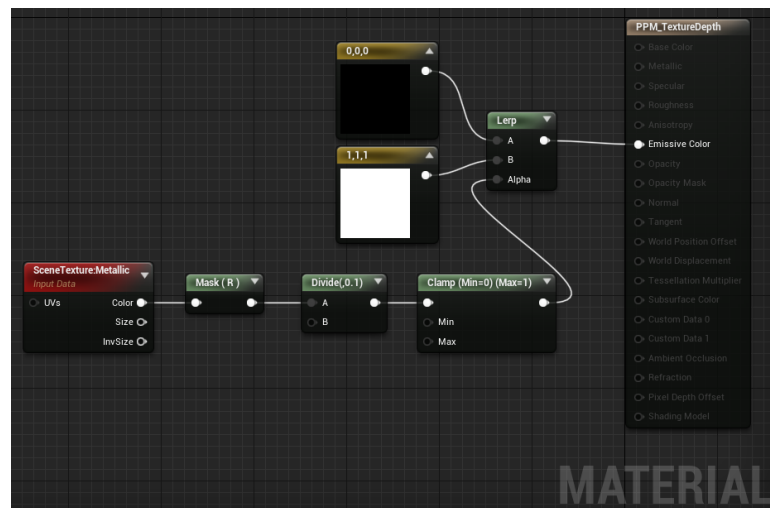 PPM_TextureDepth
Base Color
Metallic
Specular
Roughness
Anisotropy
Emissive Color
Opacity
Opacity Mask
Normal
Tangent
World Position Offset
World Displacement
Tessellation Multiplier
Subsurface Color
Custom Data 0
Custom Data 1
Ambient Occlusion
Refraction
Pixel Depth Offset
Shading Model
0,0,0
1,1,1
Lerp
A
B
Alpha
SceneTexture:Metallic
Input Data
UVs Color
Size
InvSize
Mask ( R )
Divide(,0.1)
A
B
Clamp (Min=0) (Max=1)
Min
Max
MATERIAL